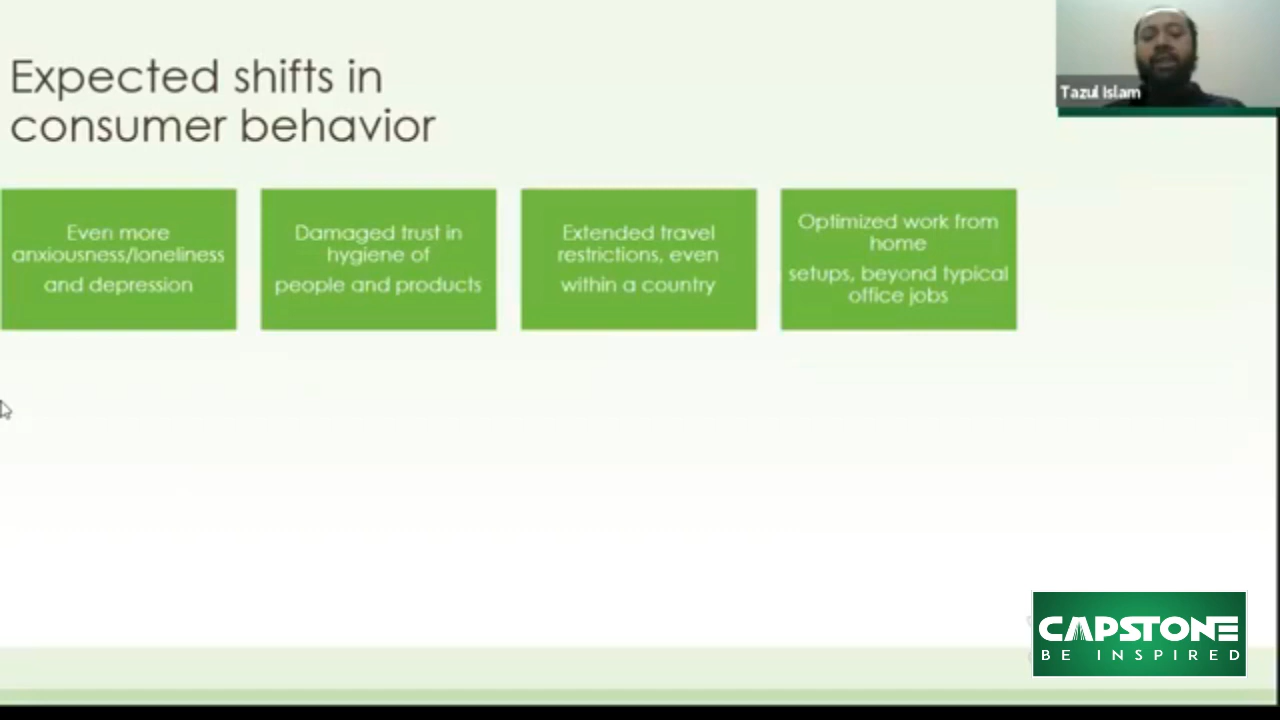 Expected shifts in
consumer behavior
Tazul Islam
Even more
anxiousness/loneliness
and depression
Damaged trust in
hygiene of
people and products
Extended travel
restrictions, even
within a country
Optimized work from
home
setups, beyond typical
office jobs
CAPSTONE
BE INSPIRED